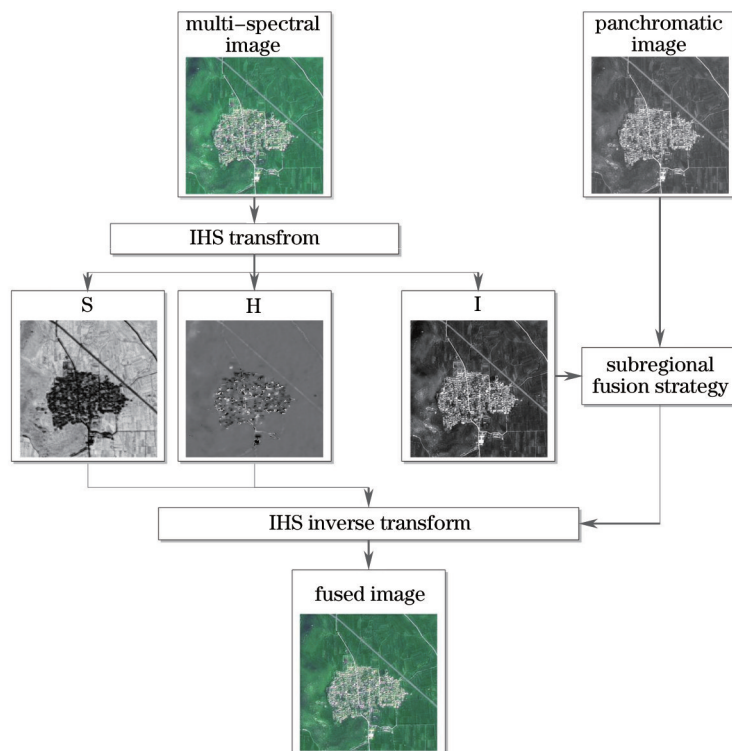 multi-spectral
image
panchromatic
image
IHS transfrom
S
H
I
subregional
fusion strategy
IHS inverse transform
fused image